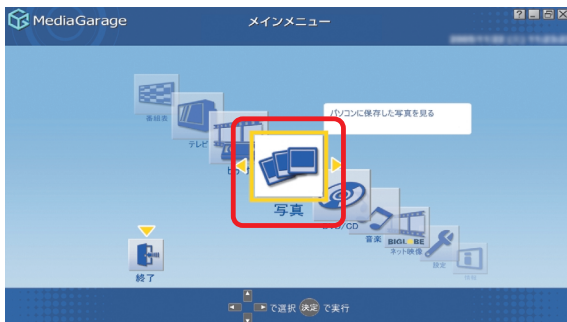 MediaGarage
メインメニュー
番組表
パソコンに保存した写真を見る
テレビ
写真
DVD/CD
音楽
BIGLOBE
ネット映像
設定
終了
で選択 決定 で実行